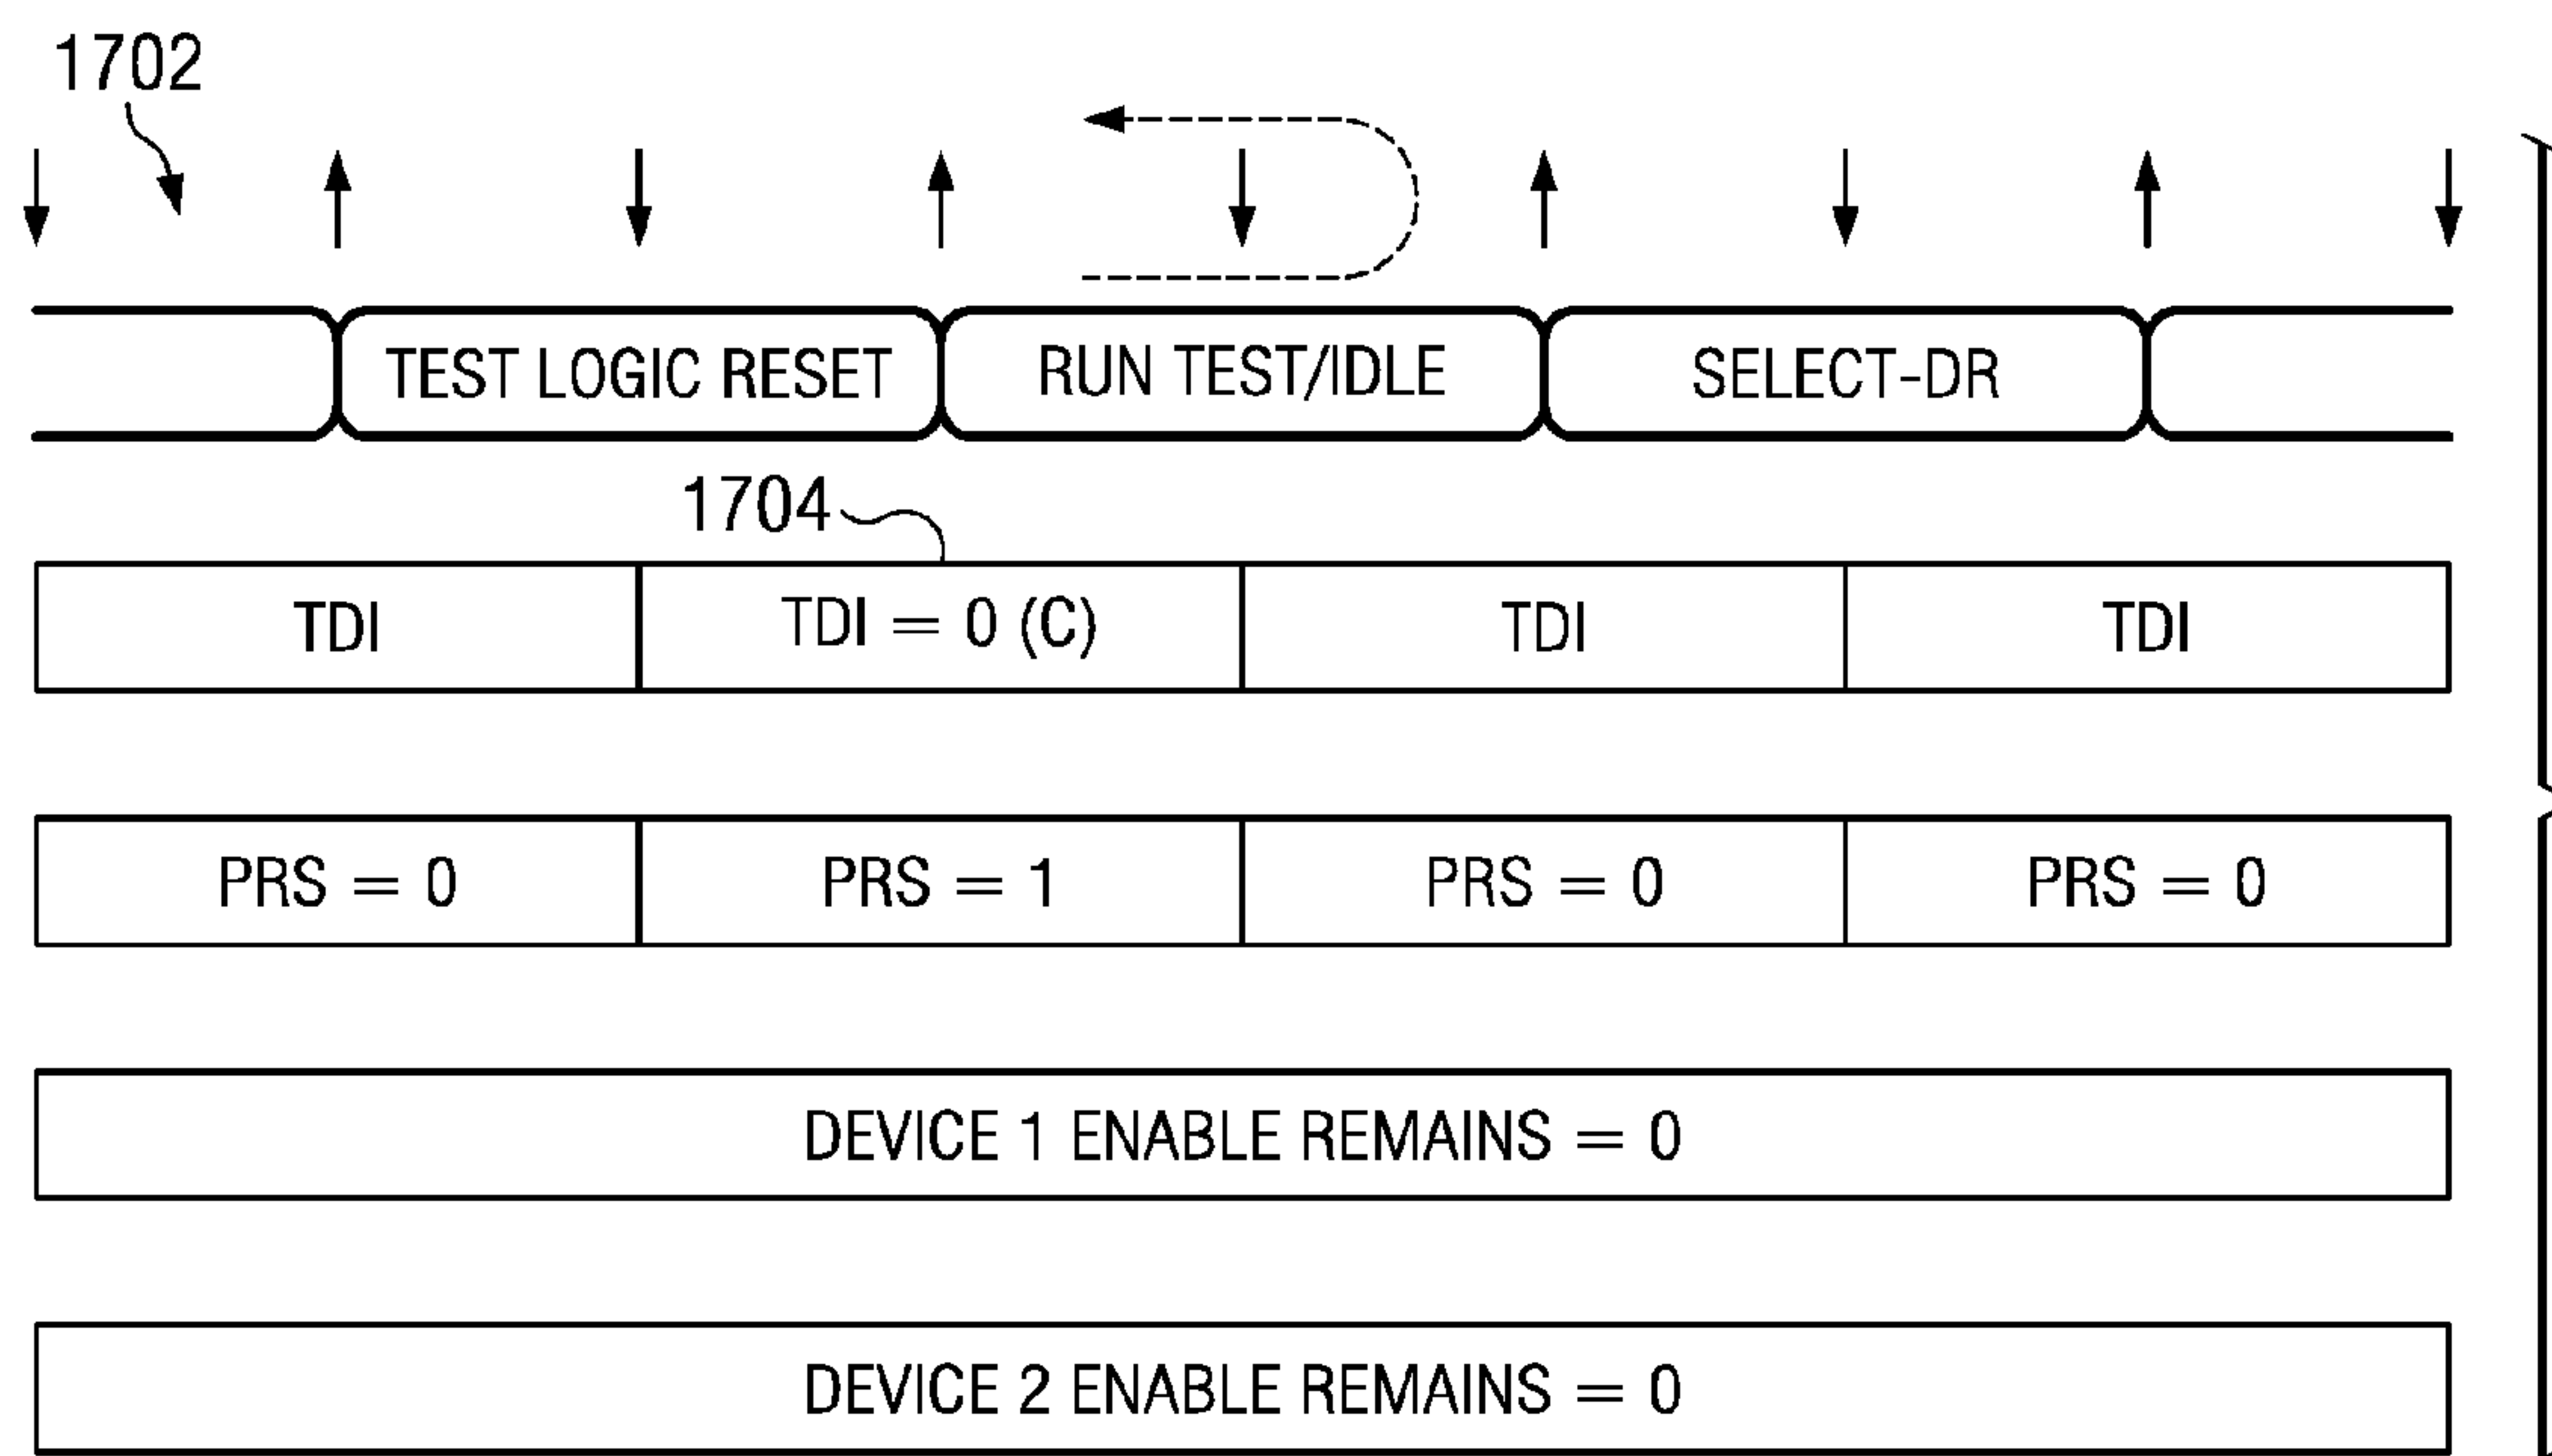 1702
TEST LOGIC RESET RUN TEST/IDLE SELECT-DR
1704
TDI TDI = 0 (C) TDI TDI
PRS = 0 PRS = 1 PRS = 0 PRS = 0
DEVICE 1 ENABLE REMAINS = 0
DEVICE 2 ENABLE REMAINS = 0